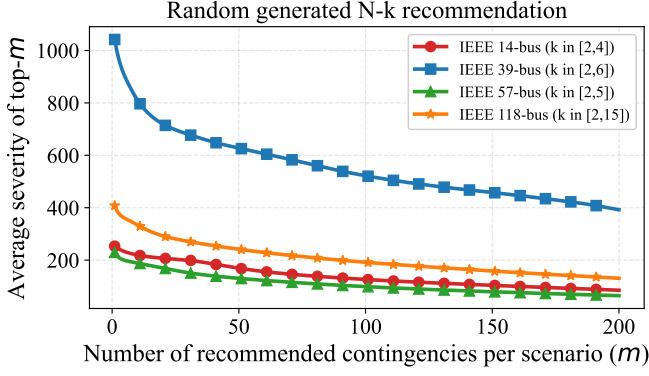 Random generated N-k recommendation
Average severity of top-m
1000
800
600
400
200
IEEE 14-bus (k in [2,4])
IEEE 39-bus (k in [2,6])
IEEE 57-bus (k in [2,5])
IEEE 118-bus (k in [2,15])
0 50 100 150 200
Number of recommended contingencies per scenario (m)